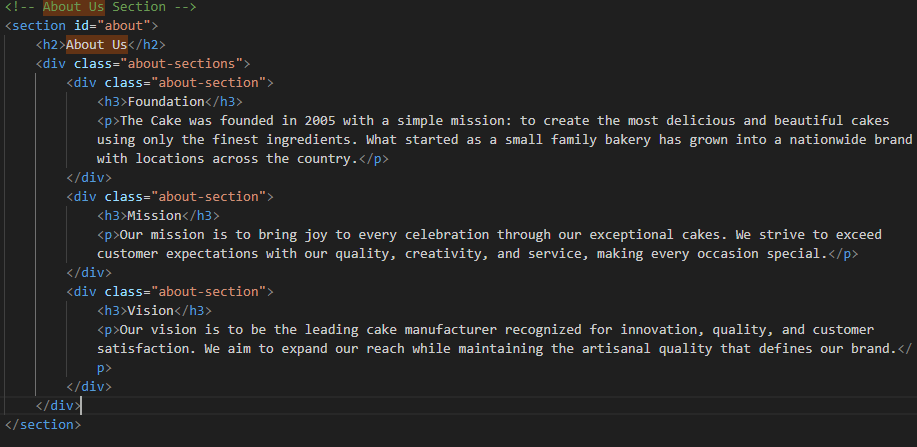 <!-- About Us Section -->
<section id="about">
    <h2>About Us</h2>
    <div class="about-sections">
        <div class="about-section">
            <h3>Foundation</h3>
            <p>The Cake was founded in 2005 with a simple mission: to create the most delicious and beautiful cakes
            using only the finest ingredients. What started as a small family bakery has grown into a nationwide brand
            with locations across the country.</p>
        </div>
        <div class="about-section">
            <h3>Mission</h3>
            <p>Our mission is to bring joy to every celebration through our exceptional cakes. We strive to exceed
            customer expectations with our quality, creativity, and service, making every occasion special.</p>
        </div>
        <div class="about-section">
            <h3>Vision</h3>
            <p>Our vision is to be the leading cake manufacturer recognized for innovation, quality, and customer
            satisfaction. We aim to expand our reach while maintaining the artisanal quality that defines our brand.</
            p>
        </div>
    </div>
</section>